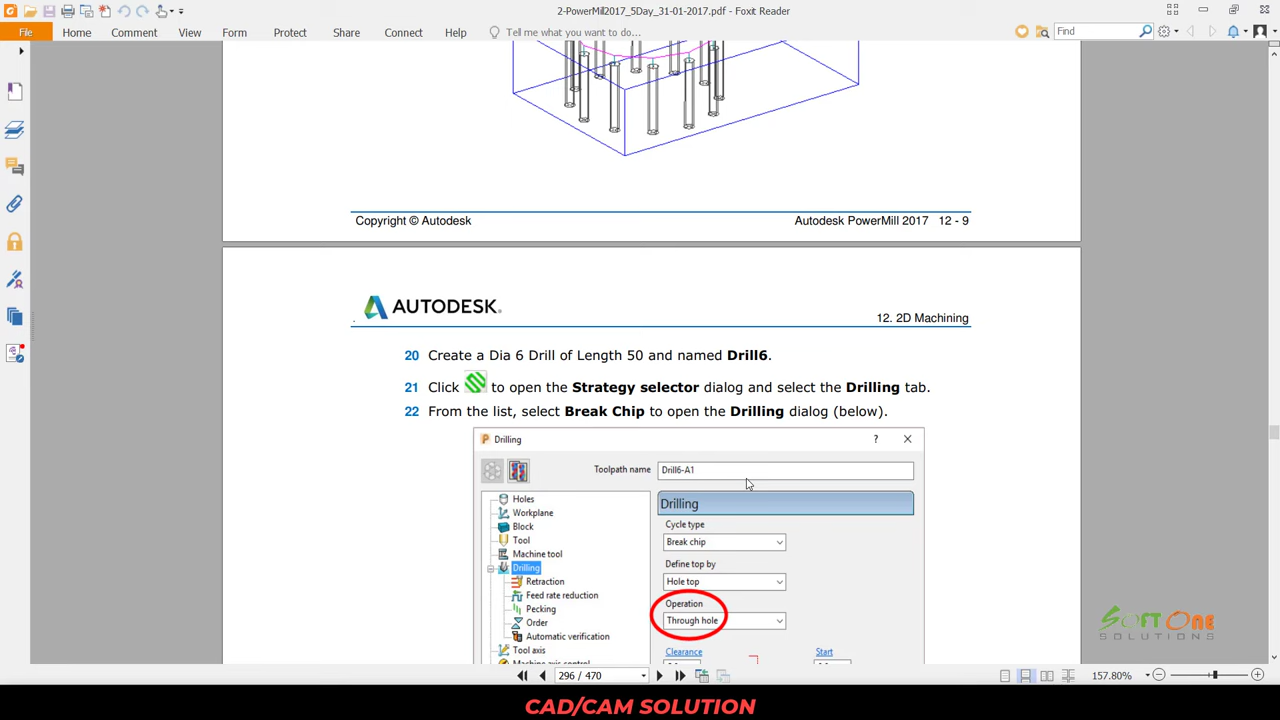 2-PowerMill2017_5Day_31-01-2017.pdf - Foxit Reader
File Home Comment View Form Protect Share Connect Help Tell me what you want to do... Find
Copyright © Autodesk Autodesk PowerMill 2017 12 - 9
AUTODESK® 12. 2D Machining
20 Create a Dia 6 Drill of Length 50 and named Drill6.
21 Click to open the Strategy selector dialog and select the Drilling tab.
22 From the list, select Break Chip to open the Drilling dialog (below).
Drilling ?
Toolpath name Drill6-A1
Holes
Drilling
Workplane
Cycle type
Block
Tool
Break chip
Machine tool
Define top by
Drilling
Retraction
Hole top
Feed rate reduction
Operation
Pecking
Order
Through hole
Automatic verification
Tool axis
Clearance Start
Machine axis control
296 / 470 157.80%
SOFT ONE
SOLUTIONS
CAD/CAM SOLUTION